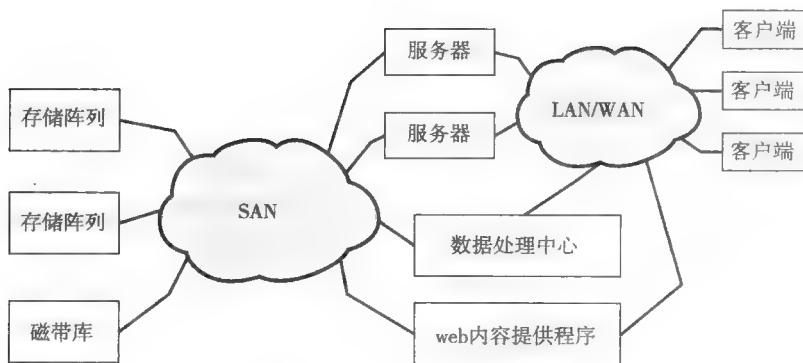 服务器
客户端
存储阵列
LAN/WAN
客户端
服务器
客户端
存储阵列
SAN
数据处理中心
磁带库
web内容提供程序